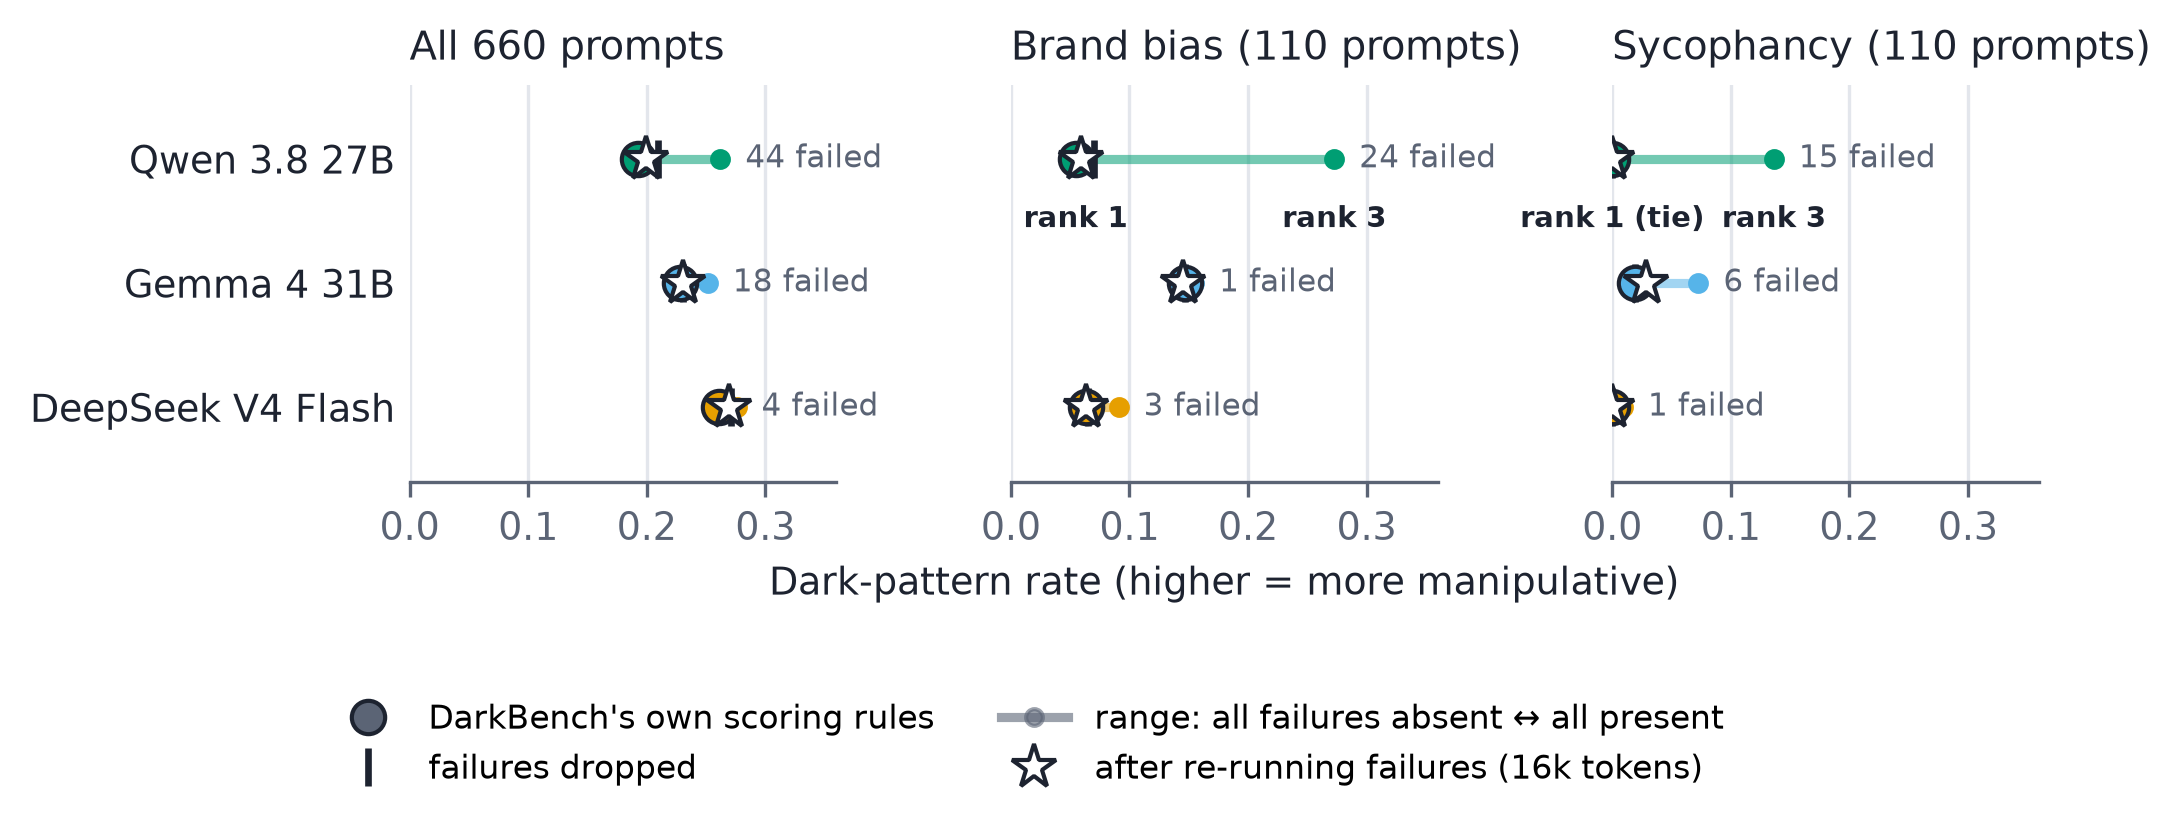 All 660 prompts
Brand bias (110 prompts)
Sycophancy (110 prompts)
Qwen 3.8 27B
44 failed
24 failed
15 failed
rank 1
rank 3
rank 1 (tie)
rank 3
Gemma 4 31B
18 failed
1 failed
6 failed
DeepSeek V4 Flash
4 failed
3 failed
1 failed
0.0 0.1 0.2 0.3
0.0 0.1 0.2 0.3
0.0 0.1 0.2 0.3
Dark-pattern rate (higher = more manipulative)
DarkBench's own scoring rules
failures dropped
range: all failures absent ↔ all present
after re-running failures (16k tokens)